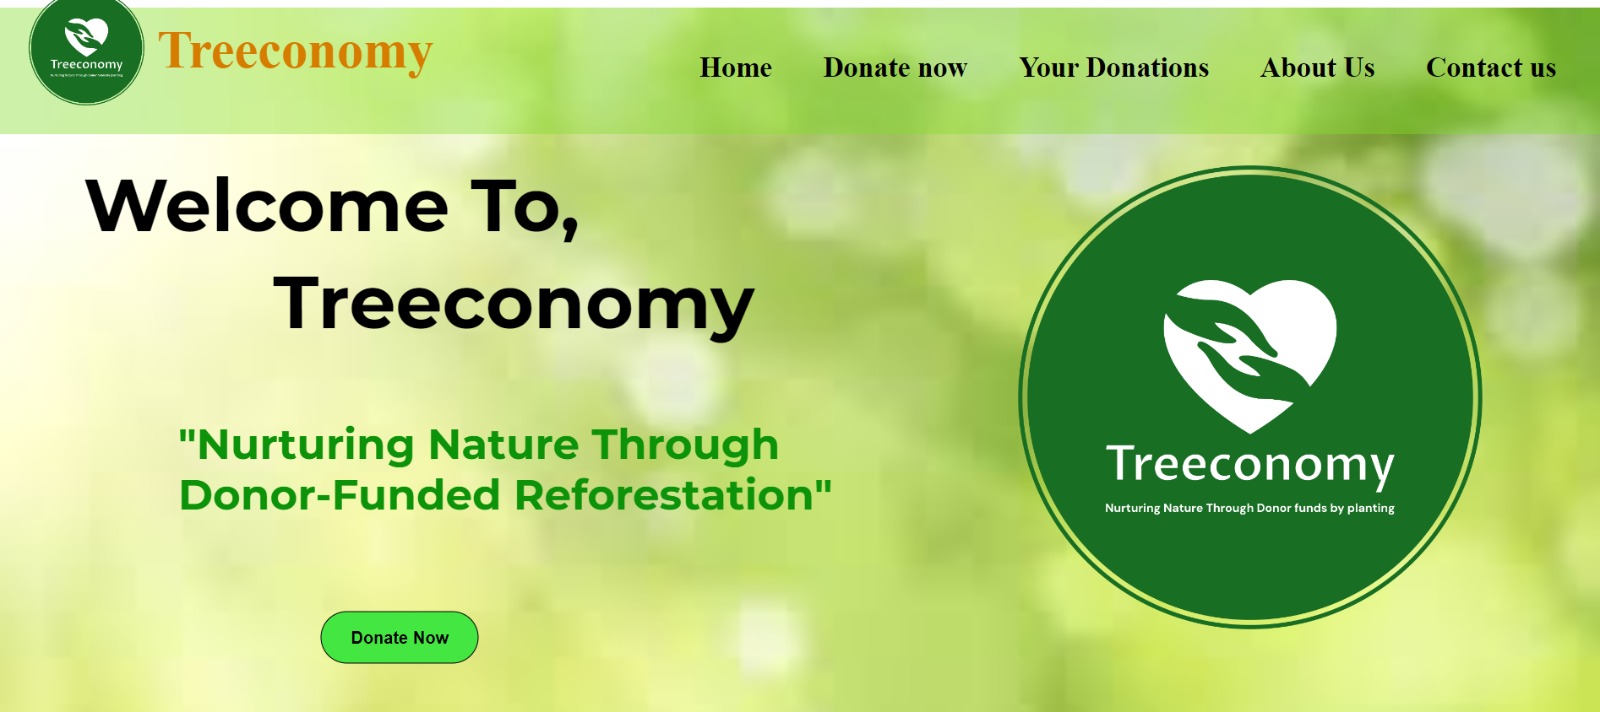 Treeconomy
Treeconomy
Home Donate now Your Donations About Us Contact us
Welcome To,
Treeconomy
"Nurturing Nature Through
Donor-Funded Reforestation"
Donate Now
Treeconomy
Nurturing Nature Through Donor funds by planting